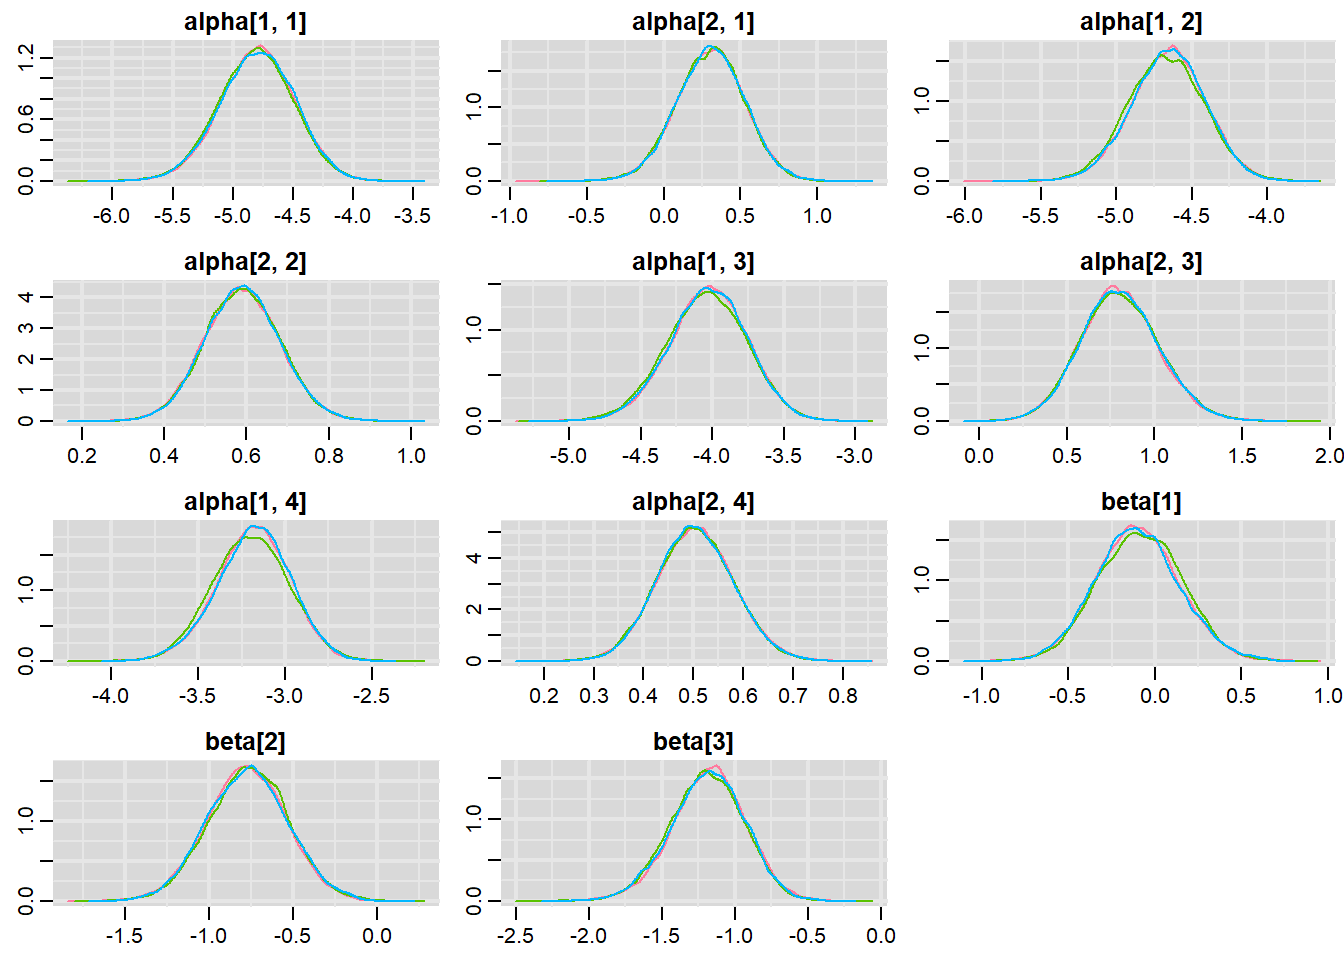 alpha[1, 1]
0.0 0.6 1.2
-6.0 -5.5 -5.0 -4.5 -4.0 -3.5
alpha[2, 1]
0.0 1.0
-1.0 -0.5 0.0 0.5 1.0
alpha[1, 2]
0.0 1.0
-6.0 -5.5 -5.0 -4.5 -4.0
alpha[2, 2]
0 1 2 3 4
0.2 0.4 0.6 0.8 1.0
alpha[1, 3]
0.0 1.0
-5.0 -4.5 -4.0 -3.5 -3.0
alpha[2, 3]
0.0 1.0
0.0 0.5 1.0 1.5 2.0
alpha[1, 4]
0.0 1.0
-4.0 -3.5 -3.0 -2.5
alpha[2, 4]
0 2 4
0.2 0.3 0.4 0.5 0.6 0.7 0.8
beta[1]
0.0 1.0
-1.0 -0.5 0.0 0.5 1.0
beta[2]
0.0 1.0
-1.5 -1.0 -0.5 0.0
beta[3]
0.0 1.0
-2.5 -2.0 -1.5 -1.0 -0.5 0.0